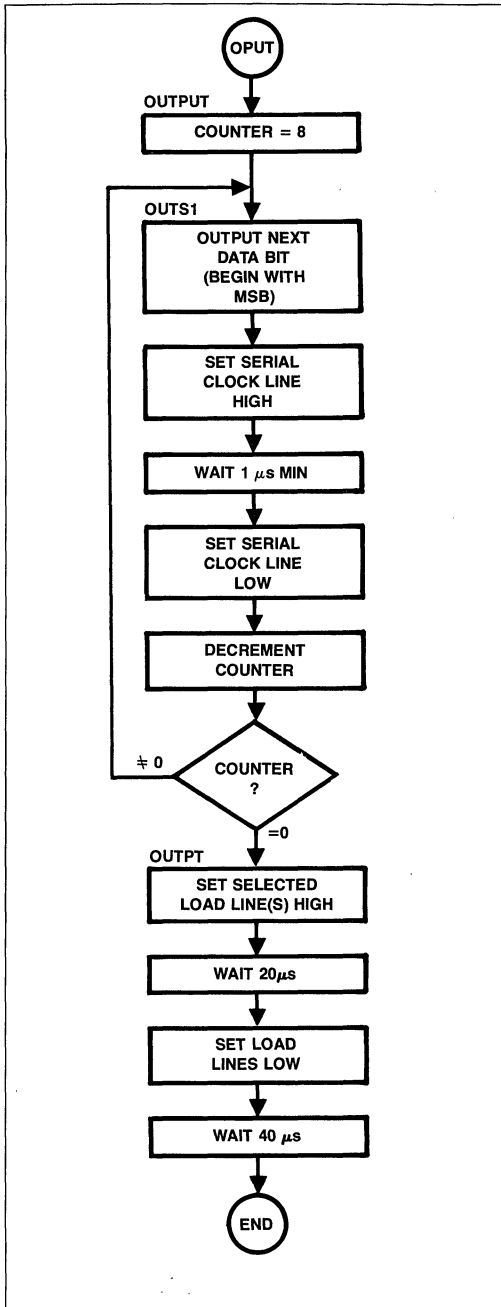 OPUT
OUTPUT
COUNTER = 8
OUTS1
OUTPUT NEXT
DATA BIT
(BEGIN WITH
MSB)
SET SERIAL
CLOCK LINE
HIGH
WAIT 1 μs MIN
SET SERIAL
CLOCK LINE
LOW
DECREMENT
COUNTER
≠ 0
COUNTER
?
=0
OUTPT
SET SELECTED
LOAD LINE(S) HIGH
WAIT 20μs
SET LOAD
LINES LOW
WAIT 40 μs
END